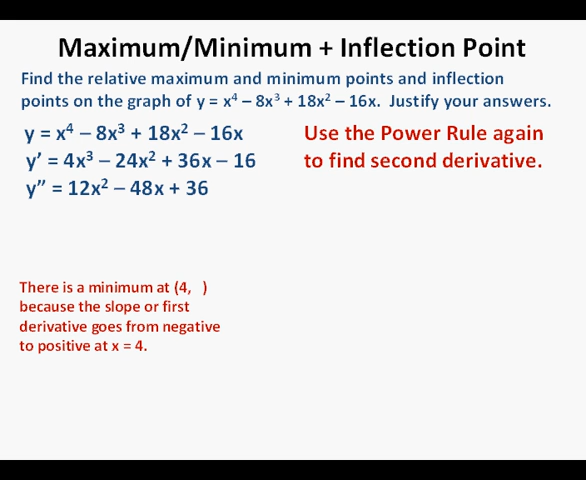 Maximum/Minimum + Inflection Point
Find the relative maximum and minimum points and inflection
points on the graph of y = x⁴ – 8x³ + 18x² – 16x.  Justify your answers.
y = x⁴ – 8x³ + 18x² – 16x
y’ = 4x³ – 24x² + 36x – 16
y” = 12x² – 48x + 36
Use the Power Rule again
to find second derivative.
There is a minimum at (4,   )
because the slope or first
derivative goes from negative
to positive at x = 4.